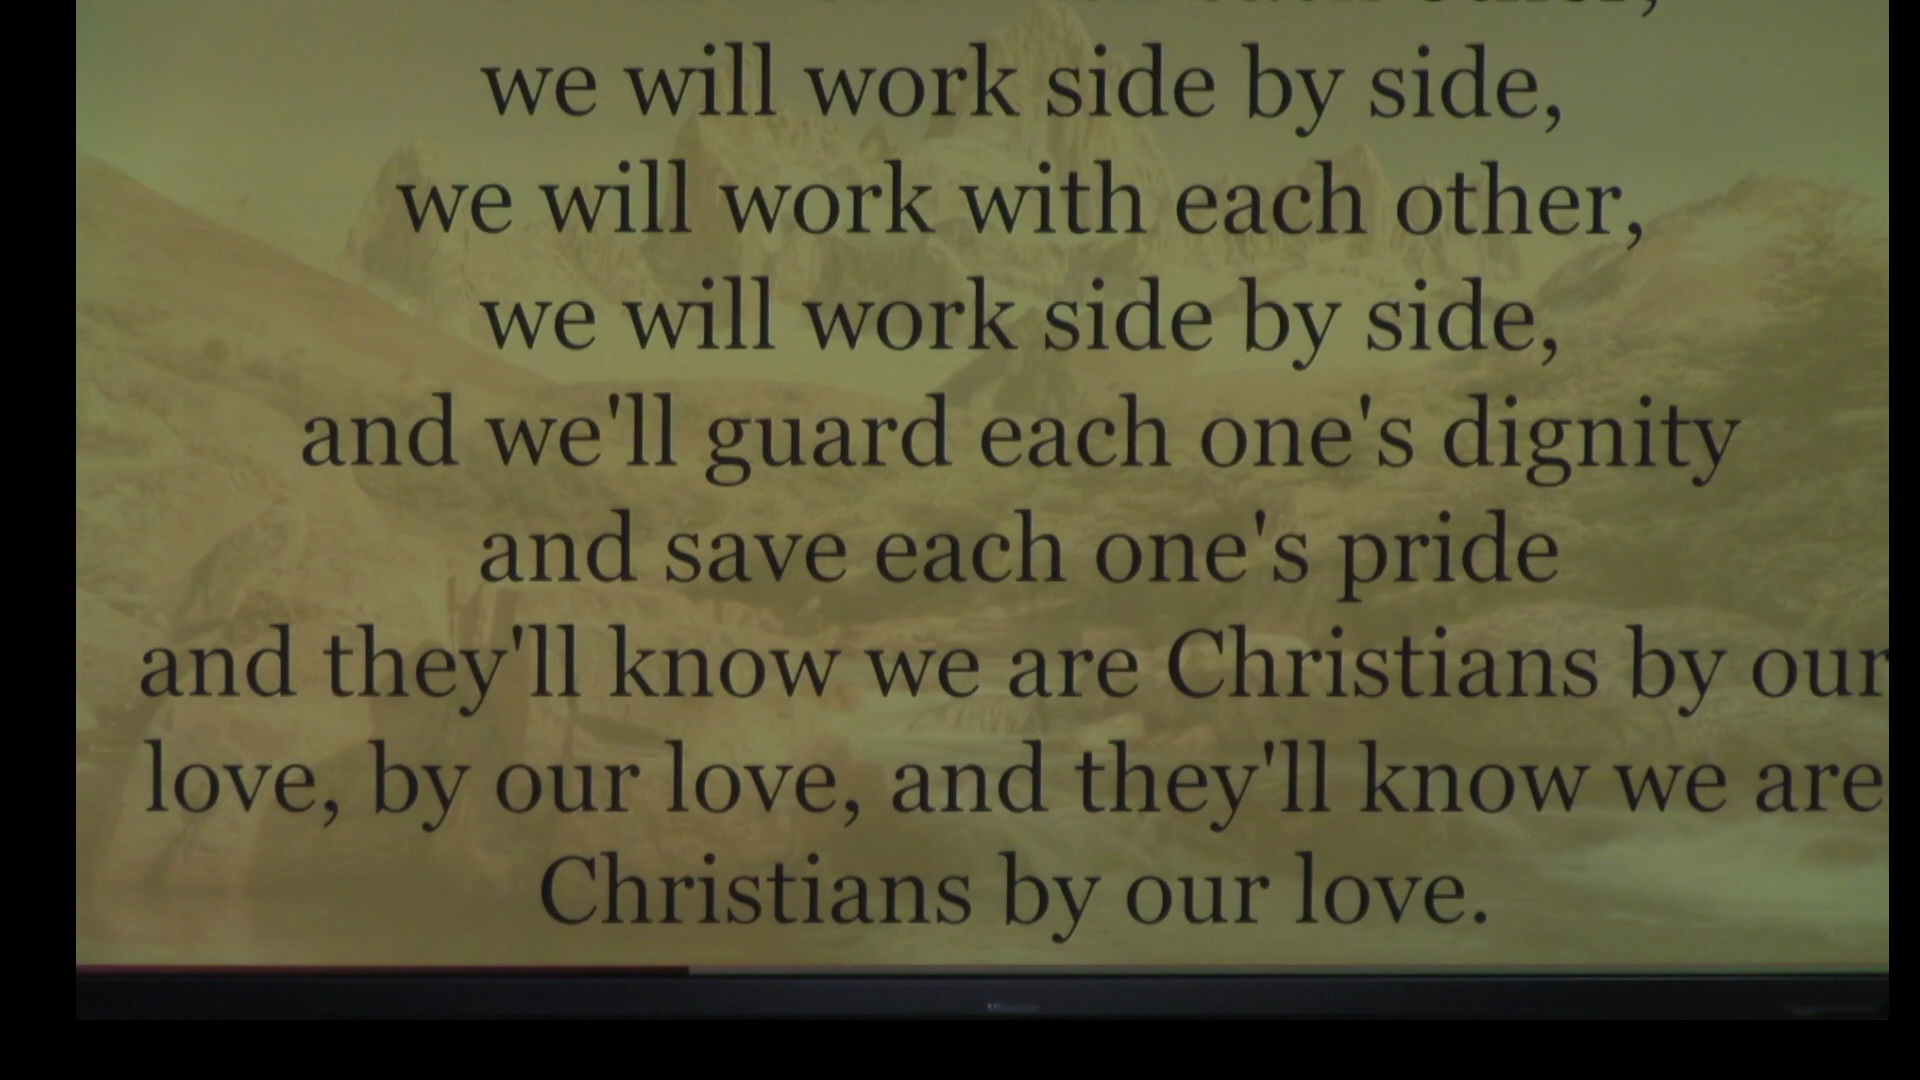 each other,
we will work side by side,
we will work with each other,
we will work side by side,
and we'll guard each one's dignity
and save each one's pride
and they'll know we are Christians by our
love, by our love, and they'll know we are
Christians by our love.